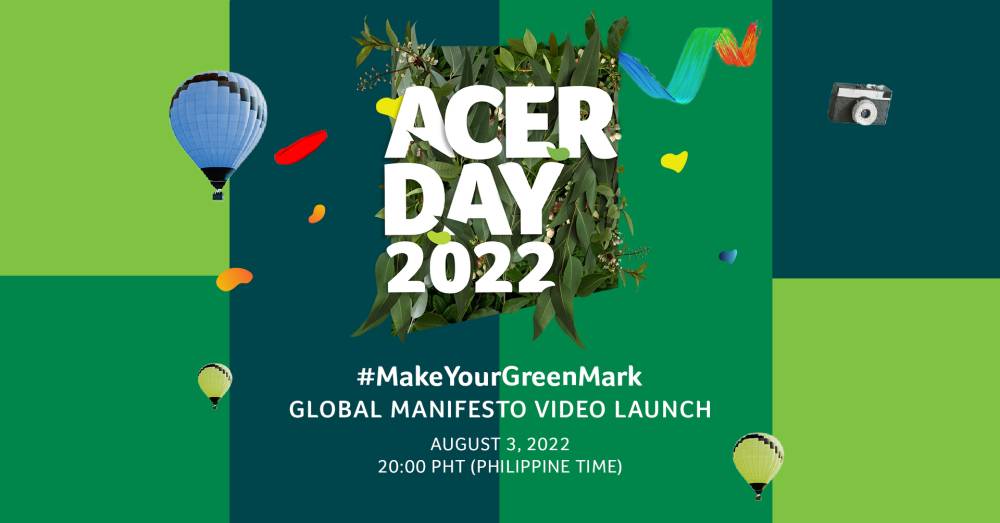 ACER
DAY
2022
#MakeYourGreenMark
GLOBAL MANIFESTO VIDEO LAUNCH
AUGUST 3, 2022
20:00 PHT (PHILIPPINE TIME)